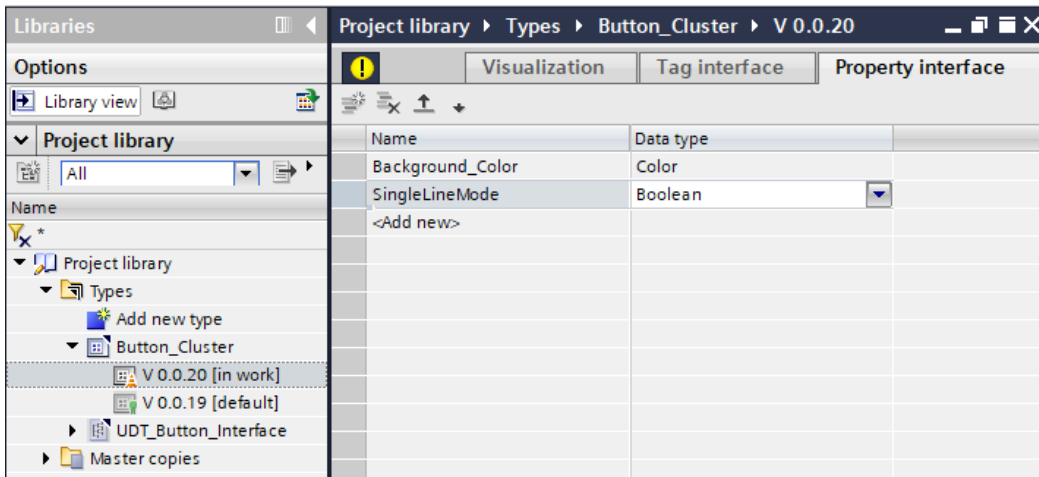 Libraries
Options
Library view
Project library
All
Name
*
Project library
Types
Add new type
Button_Cluster
V 0.0.20 [in work]
V 0.0.19 [default]
UDT_Button_Interface
Master copies
Project library Types Button_Cluster V 0.0.20
Visualization Tag interface Property interface
Name Data type
Background_Color Color
SingleLineMode Boolean
<Add new>